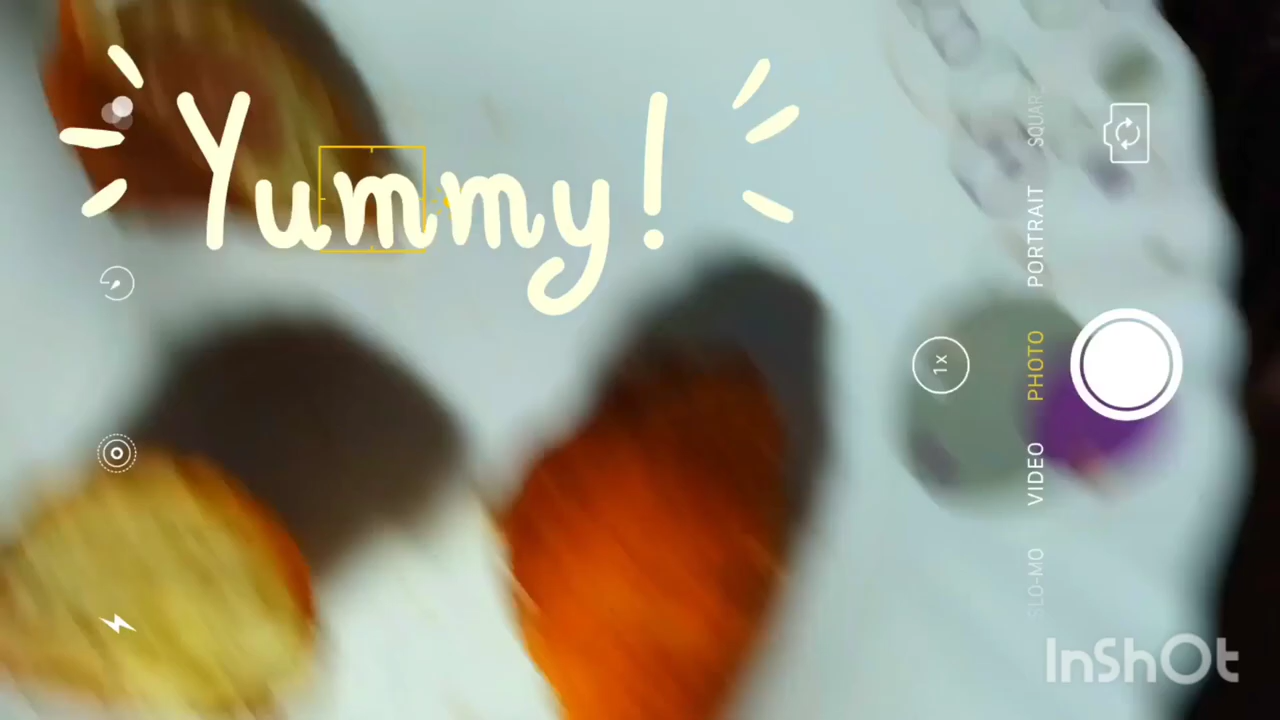 Yummy!
SQUARE
PORTRAIT
PHOTO
VIDEO
SLO-MO
1x
InShOt